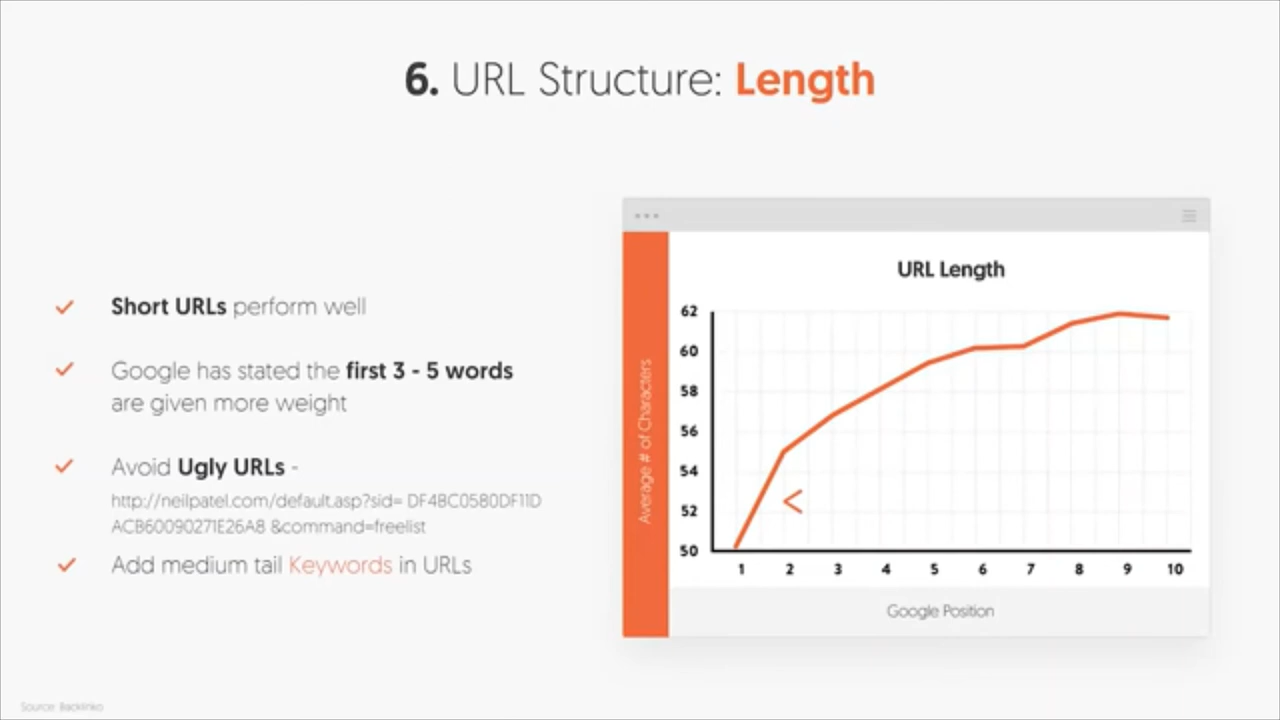 6. URL Structure: Length
Short URLs perform well
Google has stated the first 3 - 5 words
are given more weight
Avoid Ugly URLs -
http://neilpatel.com/default.asp?sid= DF48C0580DF11D
ACB60090271E26A8 &command=freelist
Add medium tail Keywords in URLs
URL Length
Average # of Characters
62
60
58
56
54
52
50
1 2 3 4 5 6 7 8 9 10
Google Position
Source: Backlinko